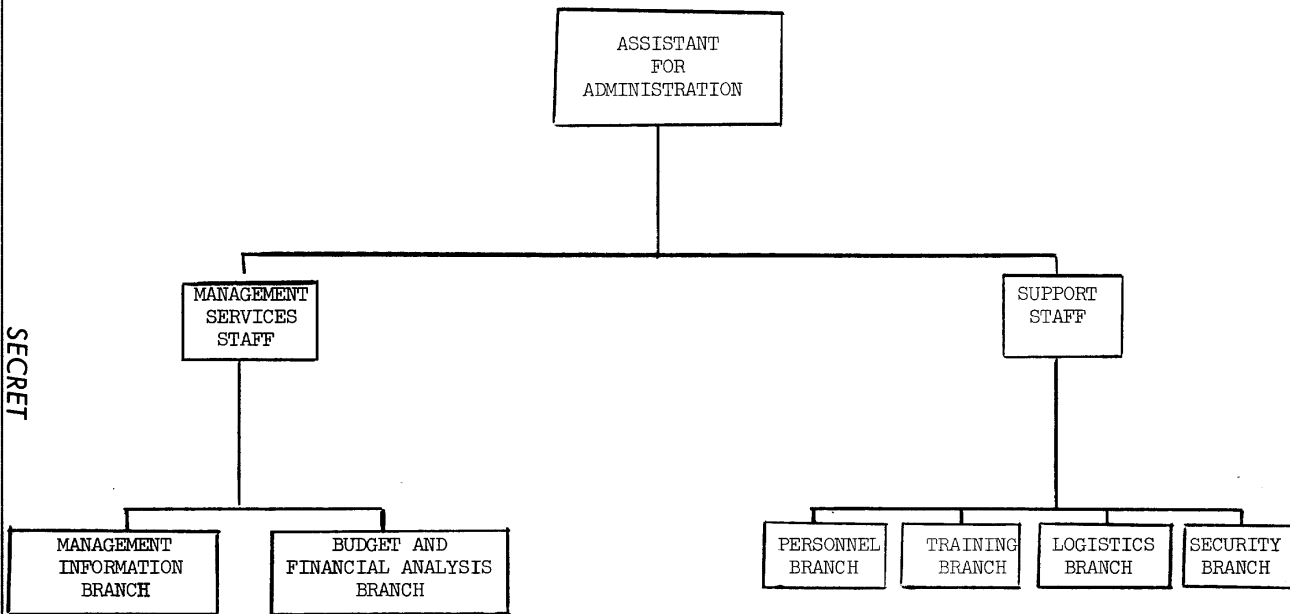 ASSISTANT
FOR
ADMINISTRATION
MANAGEMENT
SERVICES
STAFF
SUPPORT
STAFF
SECRET
MANAGEMENT
INFORMATION
BRANCH
BUDGET AND
FINANCIAL ANALYSIS
BRANCH
PERSONNEL
BRANCH
TRAINING
BRANCH
LOGISTICS
BRANCH
SECURITY
BRANCH